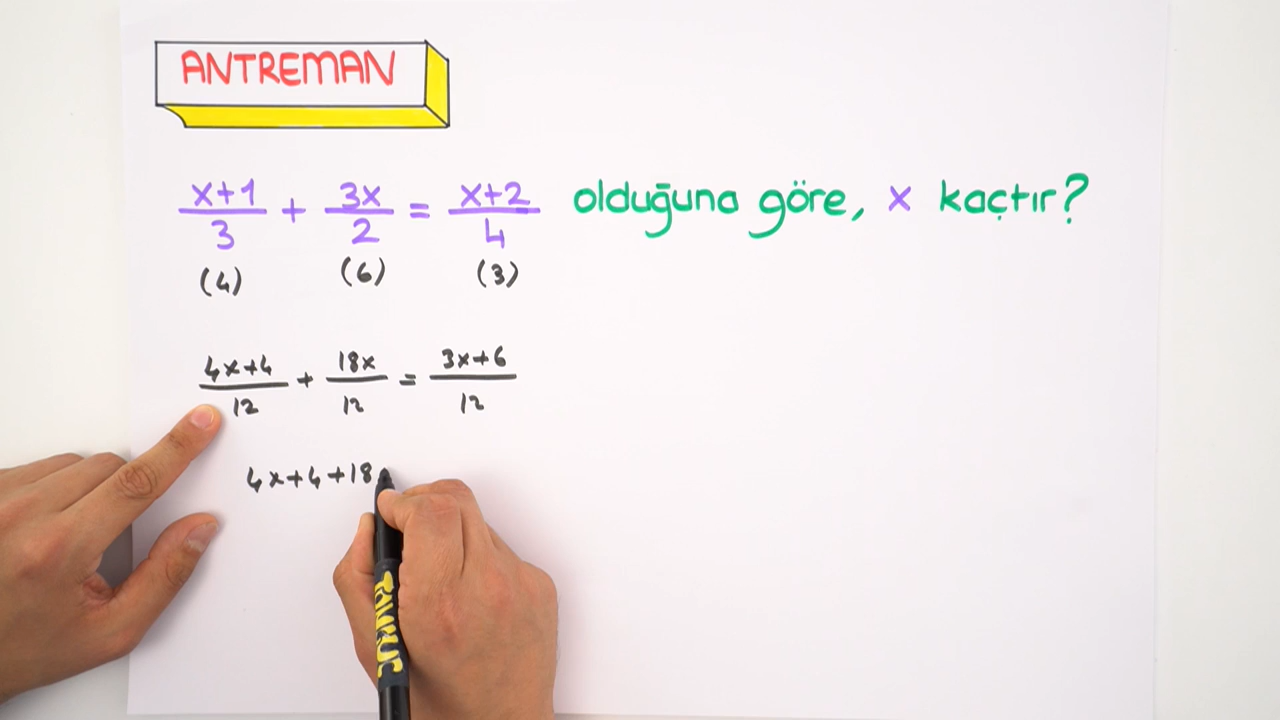 ANTREMAN
x+1/3 + 3x/2 = x+2/4 olduğuna göre, x kaçtır?
(4) (6) (3)
4x+4/12 + 18x/12 = 3x+6/12
4x+4+18